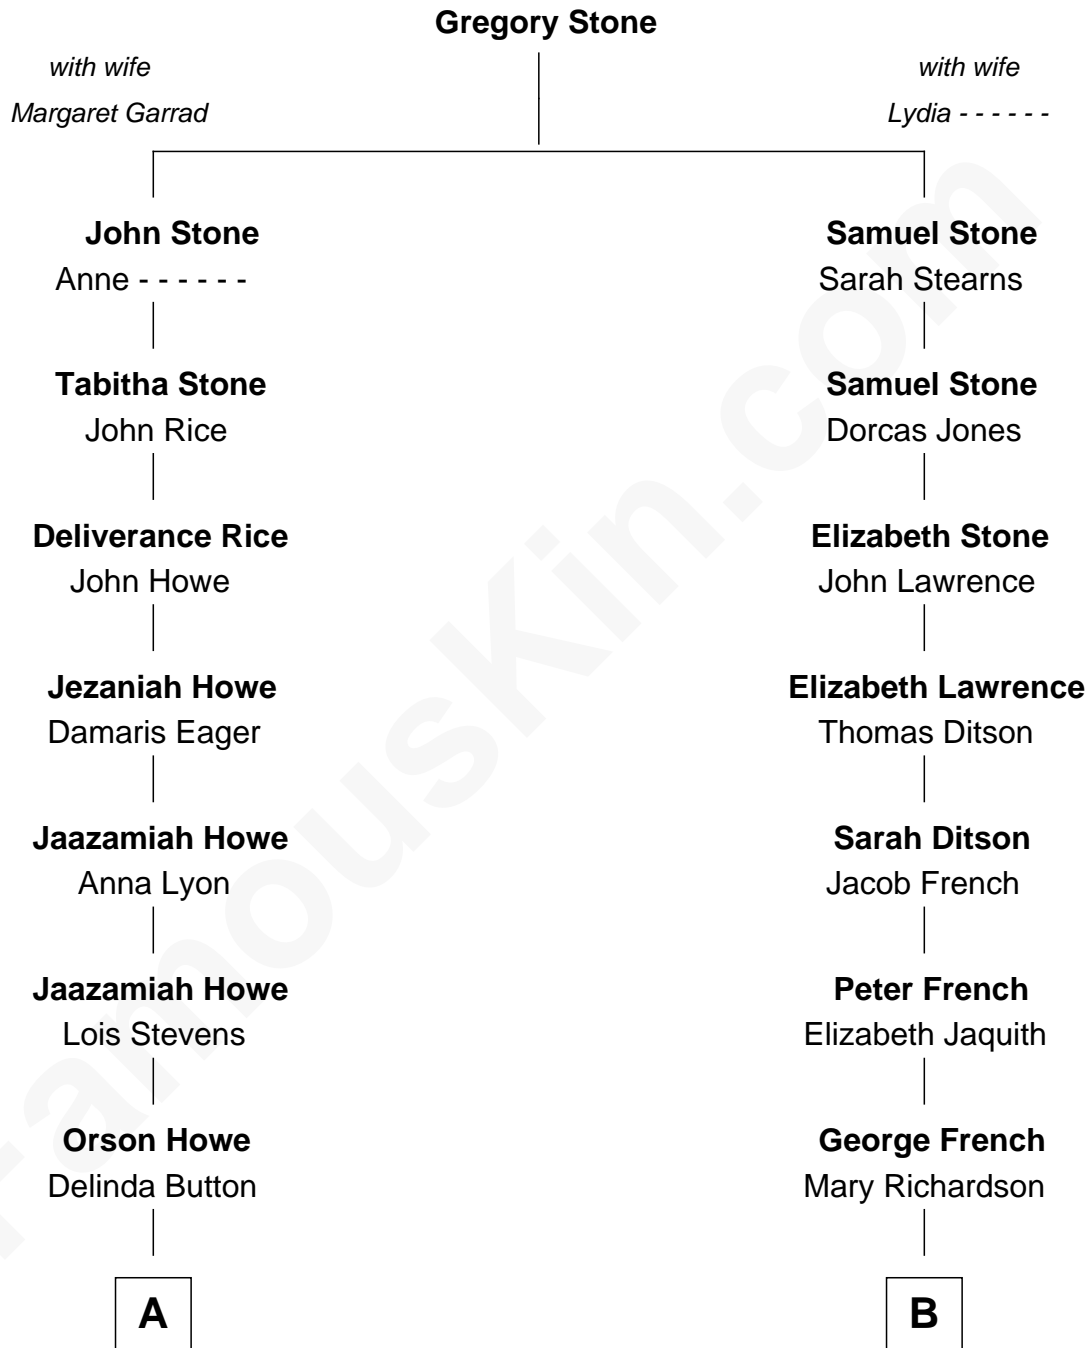 Gregory Stone
with wife
Margaret Garrad
with wife
Lydia - - - - - -
John Stone
Anne - - - - - -
Samuel Stone
Sarah Stearns
Tabitha Stone
John Rice
Samuel Stone
Dorcas Jones
Deliverance Rice
John Howe
Elizabeth Stone
John Lawrence
Jezaniah Howe
Damaris Eager
Elizabeth Lawrence
Thomas Ditson
Jaazamiah Howe
Anna Lyon
Sarah Ditson
Jacob French
Jaazamiah Howe
Lois Stevens
Peter French
Elizabeth Jaquith
Orson Howe
Delinda Button
George French
Mary Richardson
A
B
FamousKin.com